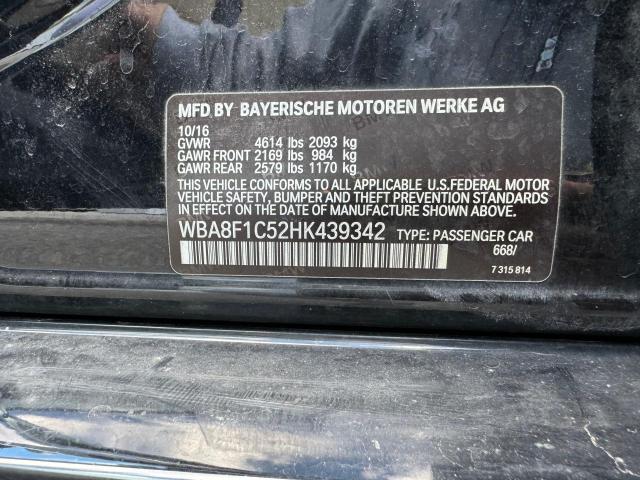 MFD BY BAYERISCHE MOTOREN WERKE AG
10/16
GVWR 4614 lbs 2093 kg
GAWR FRONT 2169 lbs 984 kg
GAWR REAR 2579 lbs 1170 kg
THIS VEHICLE CONFORMS TO ALL APPLICABLE U.S.FEDERAL MOTOR
VEHICLE SAFETY, BUMPER AND THEFT PREVENTION STANDARDS
IN EFFECT ON THE DATE OF MANUFACTURE SHOWN
ABOVE.
WBA8F1C52HK439342 TYPE: PASSENGER CAR
668/
7 315 814